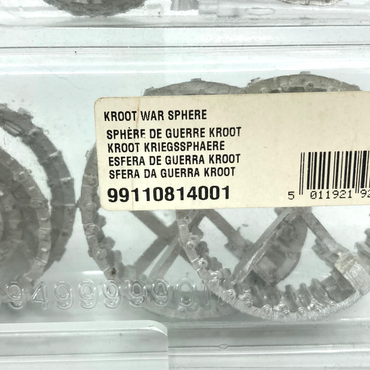 KROOT WAR SPHERE
SPHÈRE DE GUERRE KROOT
KROOT KRIEGSSPHAERE
ESFERA DE GUERRA KROOT
SFERA DA GUERRA KROOT
99110814001
5 011921 92